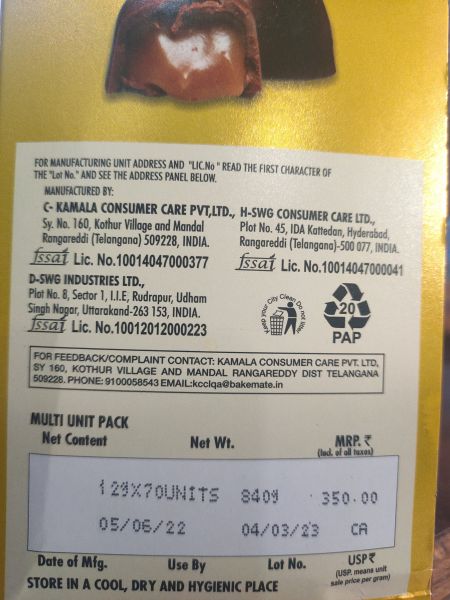 FOR MANUFACTURING UNIT ADDRESS AND "LIC.No" READ THE FIRST CHARACTER OF
THE "Lot No." AND SEE THE ADDRESS PANEL BELOW.
MANUFACTURED BY:
C- KAMALA CONSUMER CARE PVT,LTD.,
Sy. No. 160, Kothur Village and Mandal
Rangareddi (Telangana) 509228, INDIA.
fssai Lic. No.10014047000377
H-SWG CONSUMER CARE LTD.,
Plot No. 45, IDA Kattedan, Hyderabad,
Rangareddi (Telangana)-500 077, INDIA.
fssai Lic. No.10014047000041
D-SWG INDUSTRIES LTD.,
Plot No. 8, Sector 1, I.I.E, Rudrapur, Udham
Singh Nagar, Uttarakand-263 153, INDIA.
fssai Lic. No.10012012000223
Keep your City Clean Do not litter
20
PAP
FOR FEEDBACK/COMPLAINT CONTACT: KAMALA CONSUMER CARE PVT. LTD,
SY 160, KOTHUR VILLAGE AND MANDAL RANGAREDDY DIST TELANGANA
509228. PHONE: 9100058543 EMAIL:kcclqa@bakemate.in
MULTI UNIT PACK
Net Content Net Wt. MRP. ₹
(Incl. of all taxes)
12gX70UNITS 840g 350.00
05/06/22 04/03/23 CA
Date of Mfg. Use By Lot No. USP ₹
(USP. means unit
sale price per gram)
STORE IN A COOL, DRY AND HYGIENIC PLACE